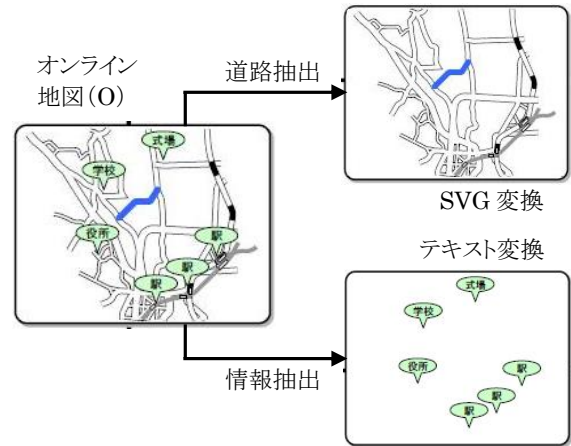 オンライン
地図(O)
道路抽出
式場
学校
役所
駅
駅
駅
SVG 変換
テキスト変換
式場
学校
役所
駅
駅
駅
情報抽出